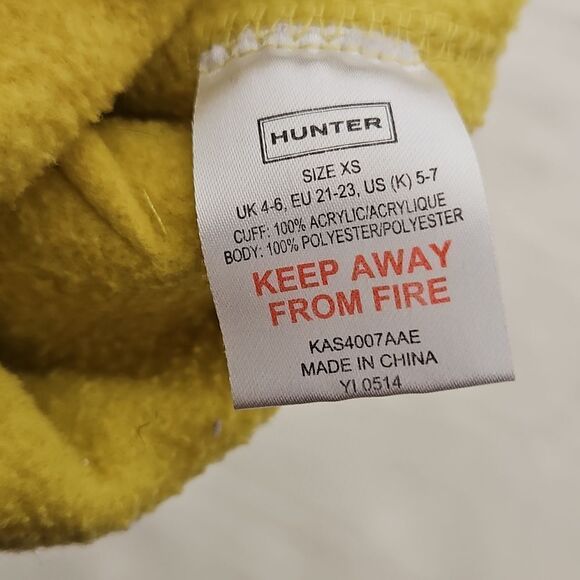 HUNTER
SIZE XS
UK 4-6, EU 21-23, US (K) 5-7
CUFF: 100% ACRYLIC/ACRYLIQUE
BODY: 100% POLYESTER/POLYESTER
KEEP AWAY
FROM FIRE
KAS4007AAE
MADE IN CHINA
YL0514